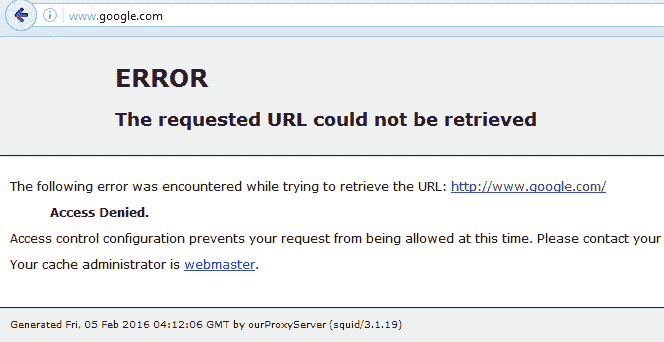 www.google.com
ERROR
The requested URL could not be retrieved
The following error was encountered while trying to retrieve the URL: http://www.google.com/
Access Denied.
Access control configuration prevents your request from being allowed at this time. Please contact your
Your cache administrator is webmaster.
Generated Fri, 05 Feb 2016 04:12:06 GMT by ourProxyServer (squid/3.1.19)